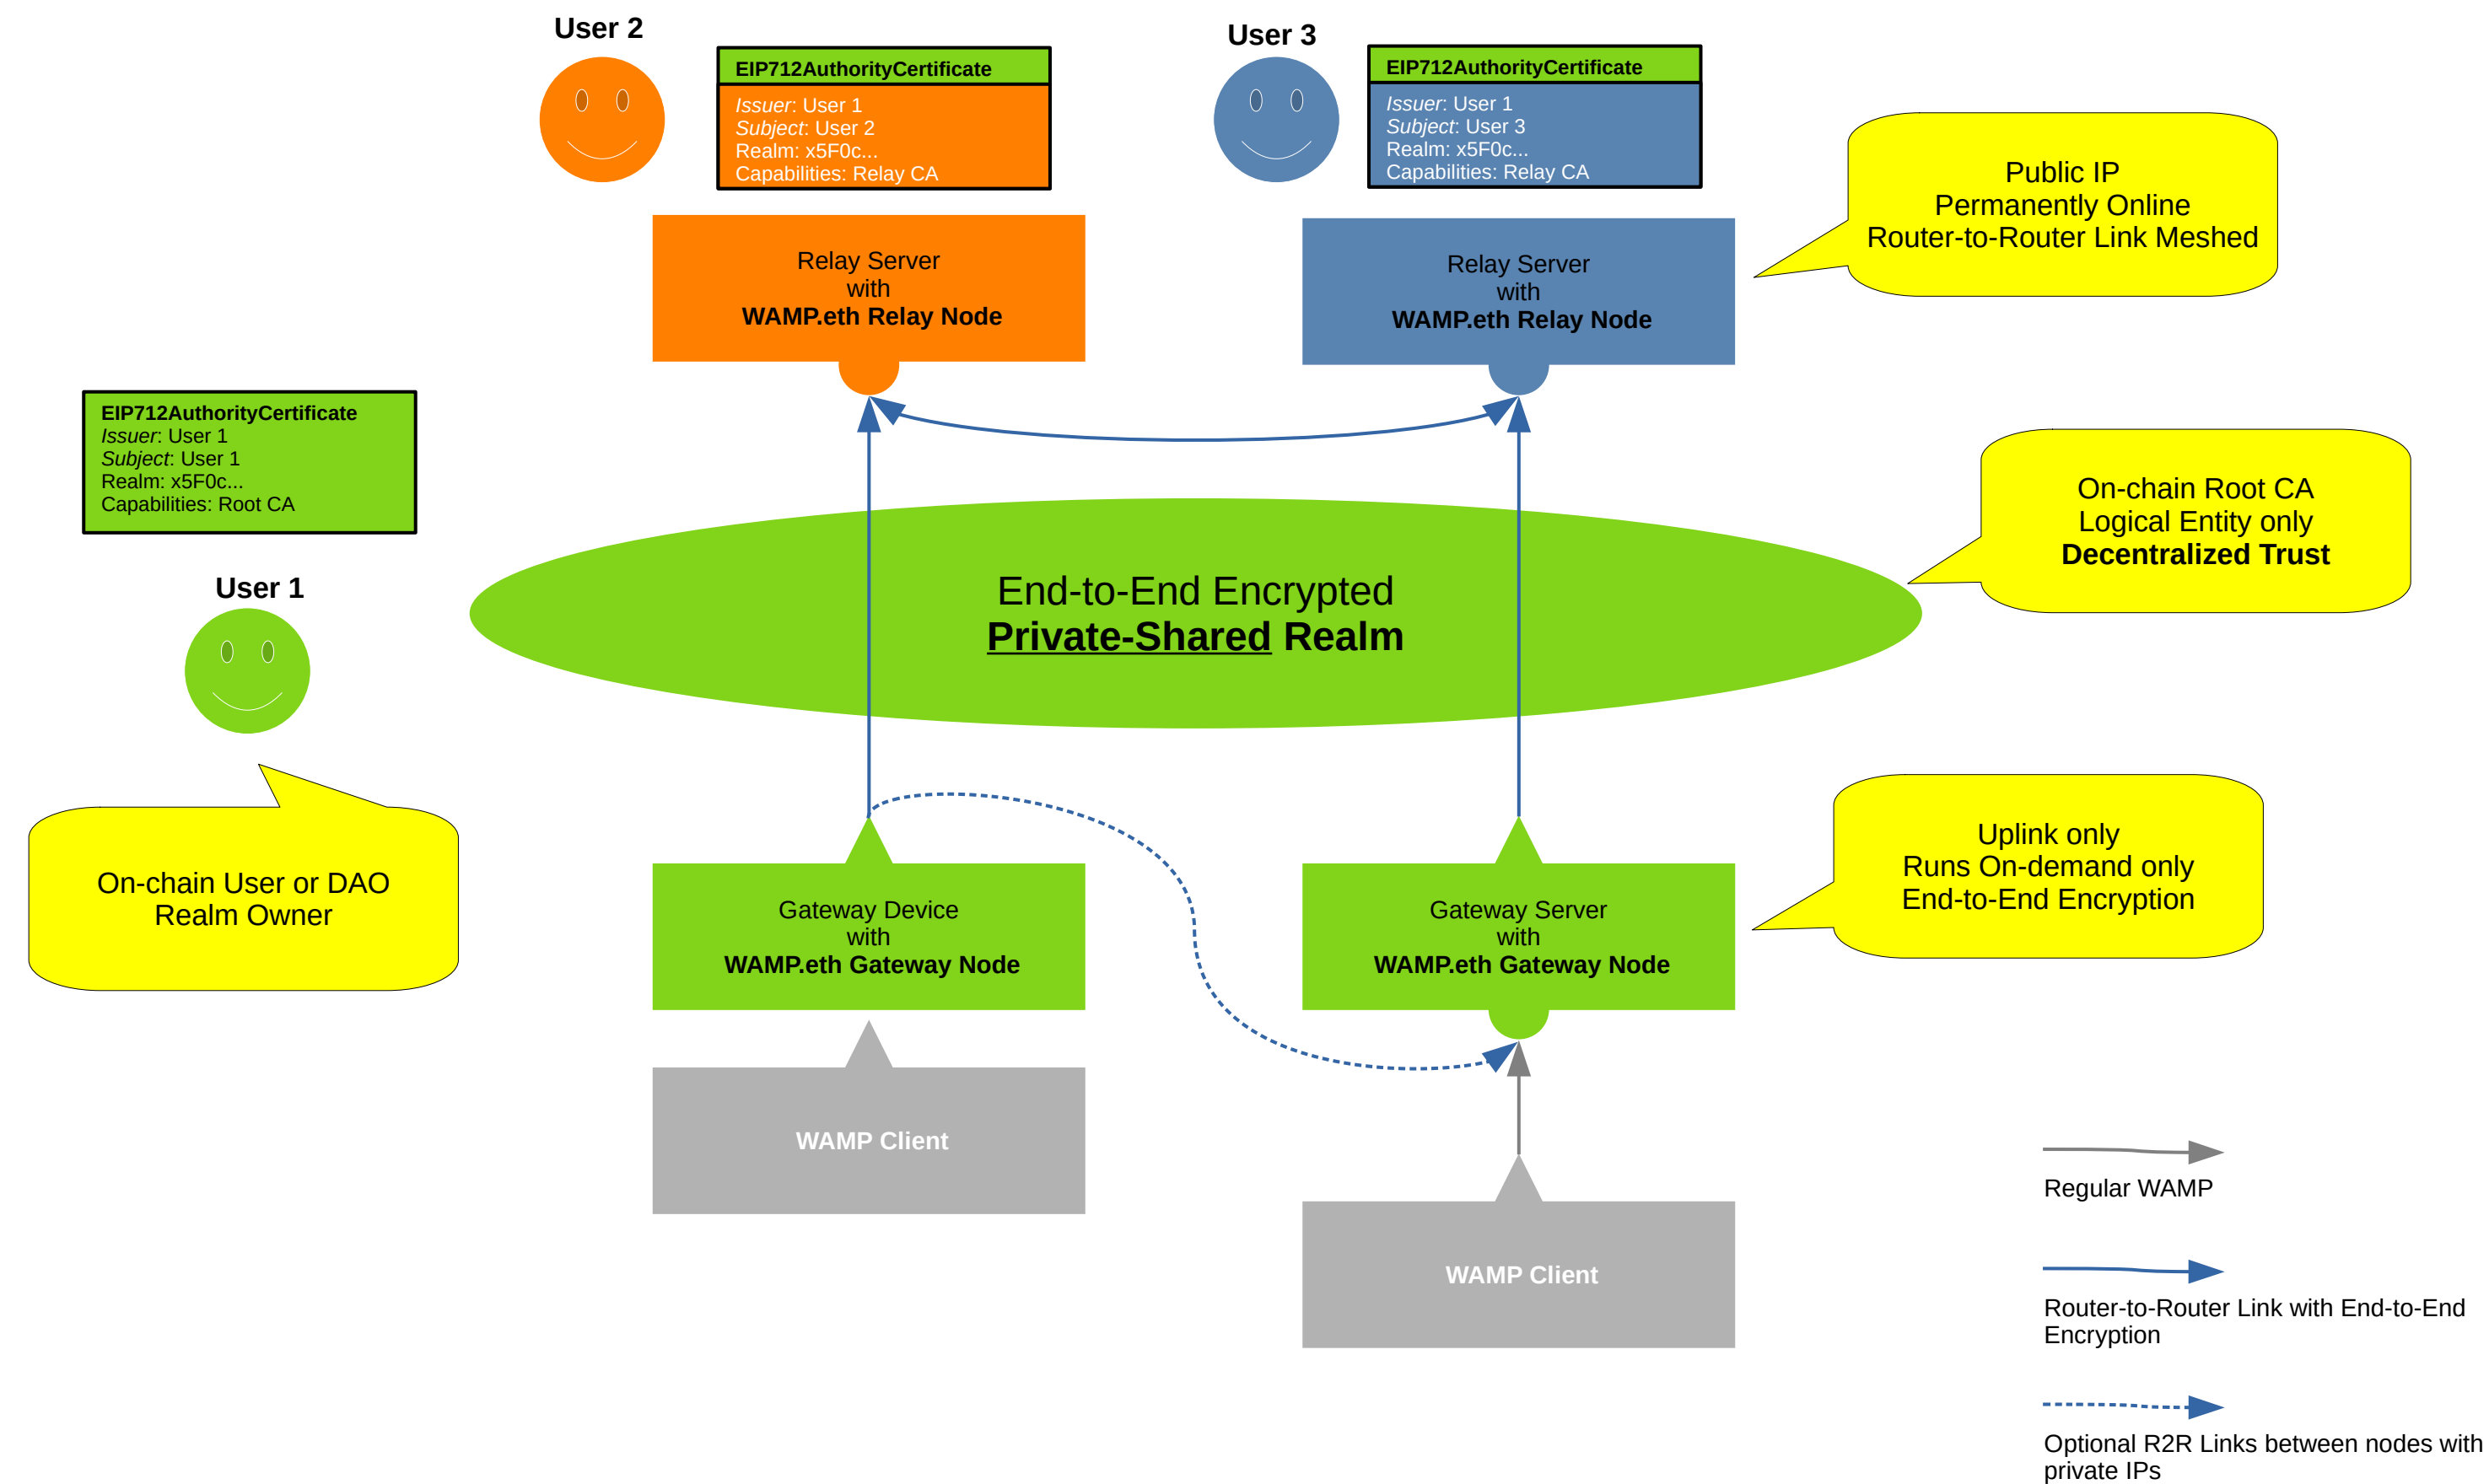 User 2
EIP712AuthorityCertificate
Issuer: User 1
Subject: User 2
Realm: x5F0c...
Capabilities: Relay CA
User 3
EIP712AuthorityCertificate
Issuer: User 1
Subject: User 3
Realm: x5F0c...
Capabilities: Relay CA
Public IP
Permanently Online
Router-to-Router Link Meshed
Relay Server
with
WAMP.eth Relay Node
Relay Server
with
WAMP.eth Relay Node
EIP712AuthorityCertificate
Issuer: User 1
Subject: User 1
Realm: x5F0c...
Capabilities: Root CA
On-chain Root CA
Logical Entity only
Decentralized Trust
User 1
End-to-End Encrypted
Private-Shared Realm
On-chain User or DAO
Realm Owner
Gateway Device
with
WAMP.eth Gateway Node
Gateway Server
with
WAMP.eth Gateway Node
Uplink only
Runs On-demand only
End-to-End Encryption
WAMP Client
WAMP Client
Regular WAMP
Router-to-Router Link with End-to-End
Encryption
Optional R2R Links between nodes with
private IPs